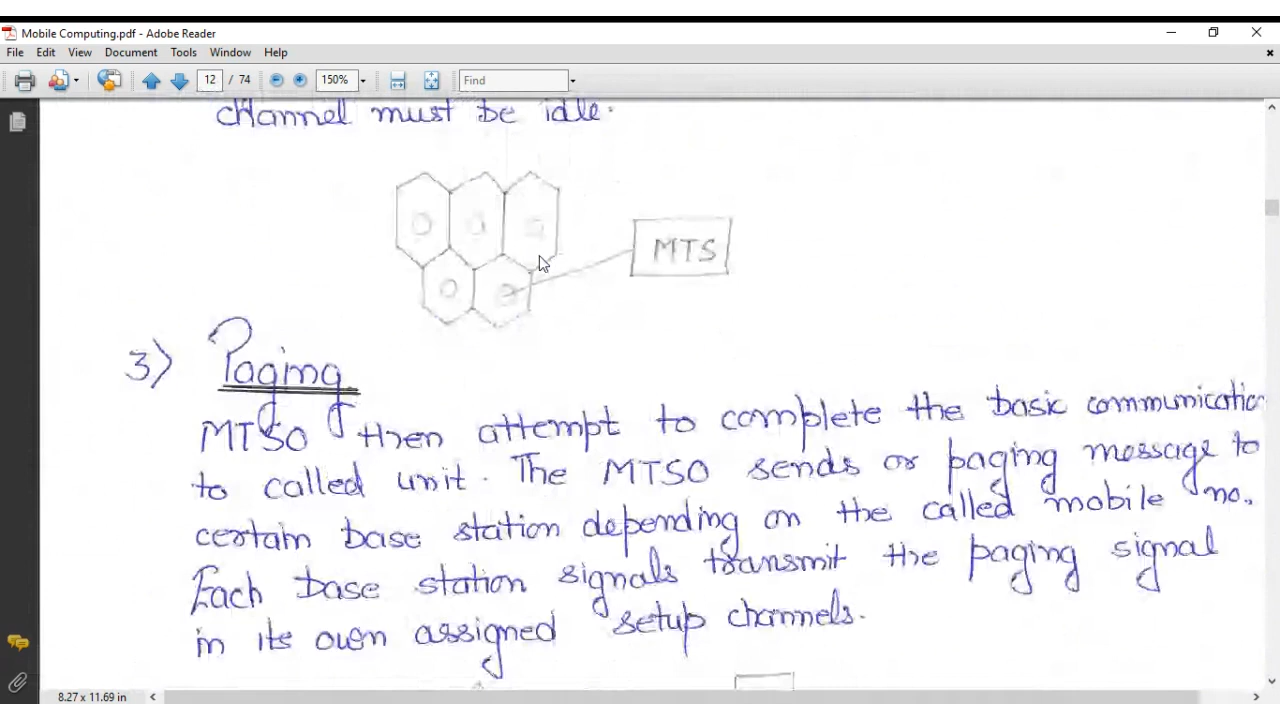 Mobile Computing.pdf - Adobe Reader
File Edit View Document Tools Window Help
12 / 74 150% Find
channel must be idle.
MTS
3) Paging
MTSO then attempt to complete the basic communicatio
to called unit. The MTSO sends or paging message to
certain base station depending on the called mobile no.
Each base station signals transmit the paging signal
in its own assigned setup channels.
8.27 x 11.69 in